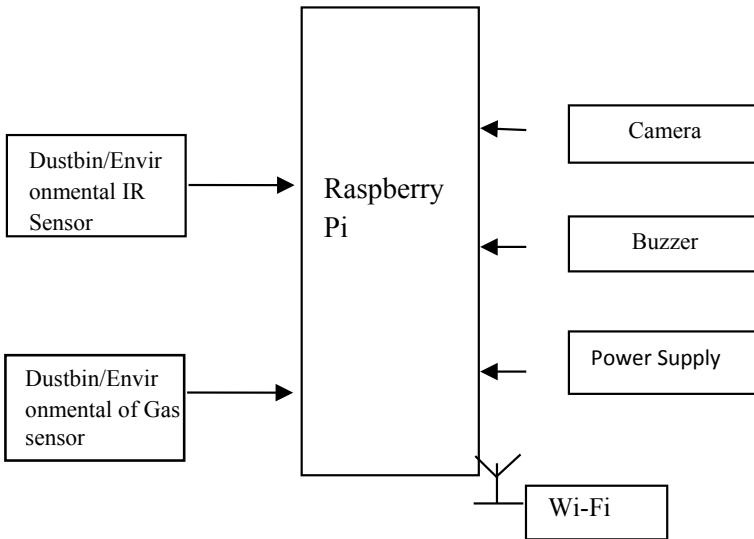 Dustbin/Envir
onmental IR
Sensor
Dustbin/Envir
onmental of Gas
sensor
Raspberry
Pi
Camera
Buzzer
Power Supply
Wi-Fi